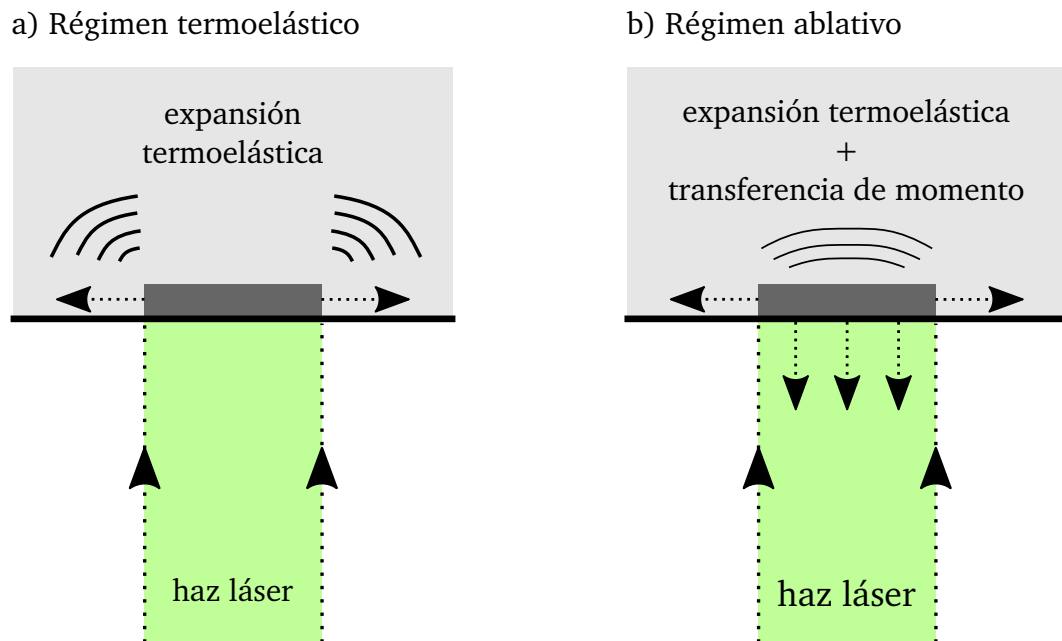 a) Régimen termoelástico
expansión
termoelástica
haz láser
b) Régimen ablativo
expansión termoelástica
+
transferencia de momento
haz láser